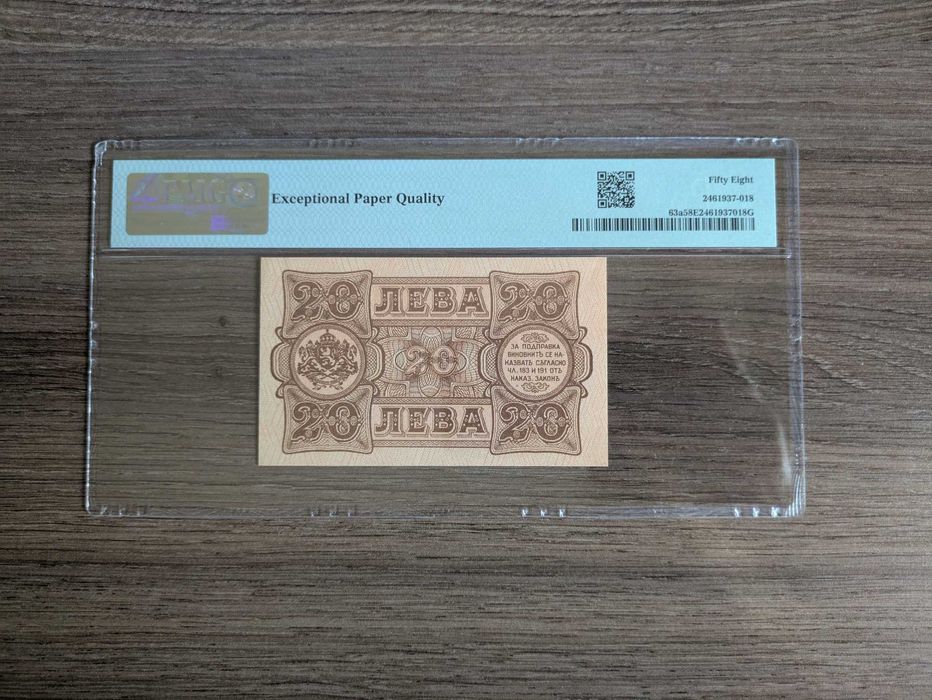 PMG
Exceptional Paper Quality
Fifty Eight
2461937-018
63a58E2461937018G
20 ЛЕВА 20
20
ЗА ПОДПРАВКА
ВИНОВНИТѢ СЕ НА-
КАЗВАТЪ СЪГЛАСНО
ЧЛ. 183 И 191 ОТЪ
НАКАЗ. ЗАКОНЪ.
20 ЛЕВА 20